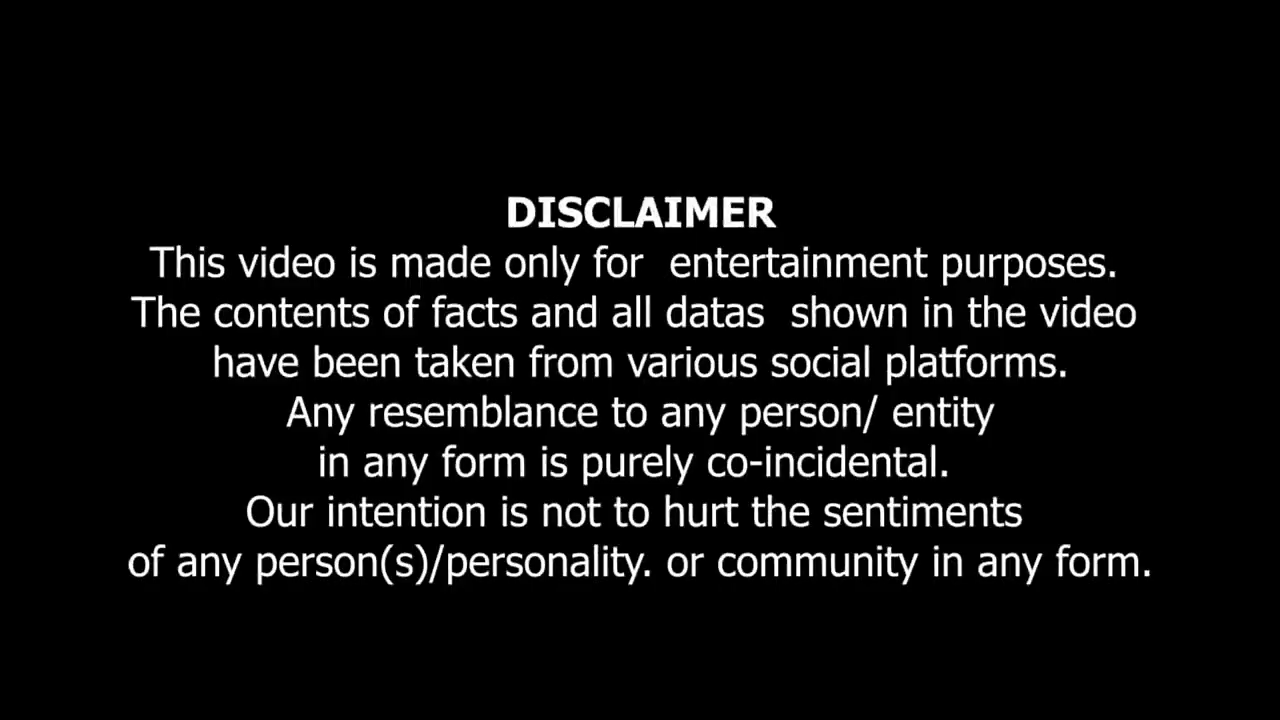 DISCLAIMER
This video is made only for  entertainment purposes.
The contents of facts and all datas  shown in the video
have been taken from various social platforms.
Any resemblance to any person/ entity
in any form is purely co-incidental.
Our intention is not to hurt the sentiments
of any person(s)/personality. or community in any form.